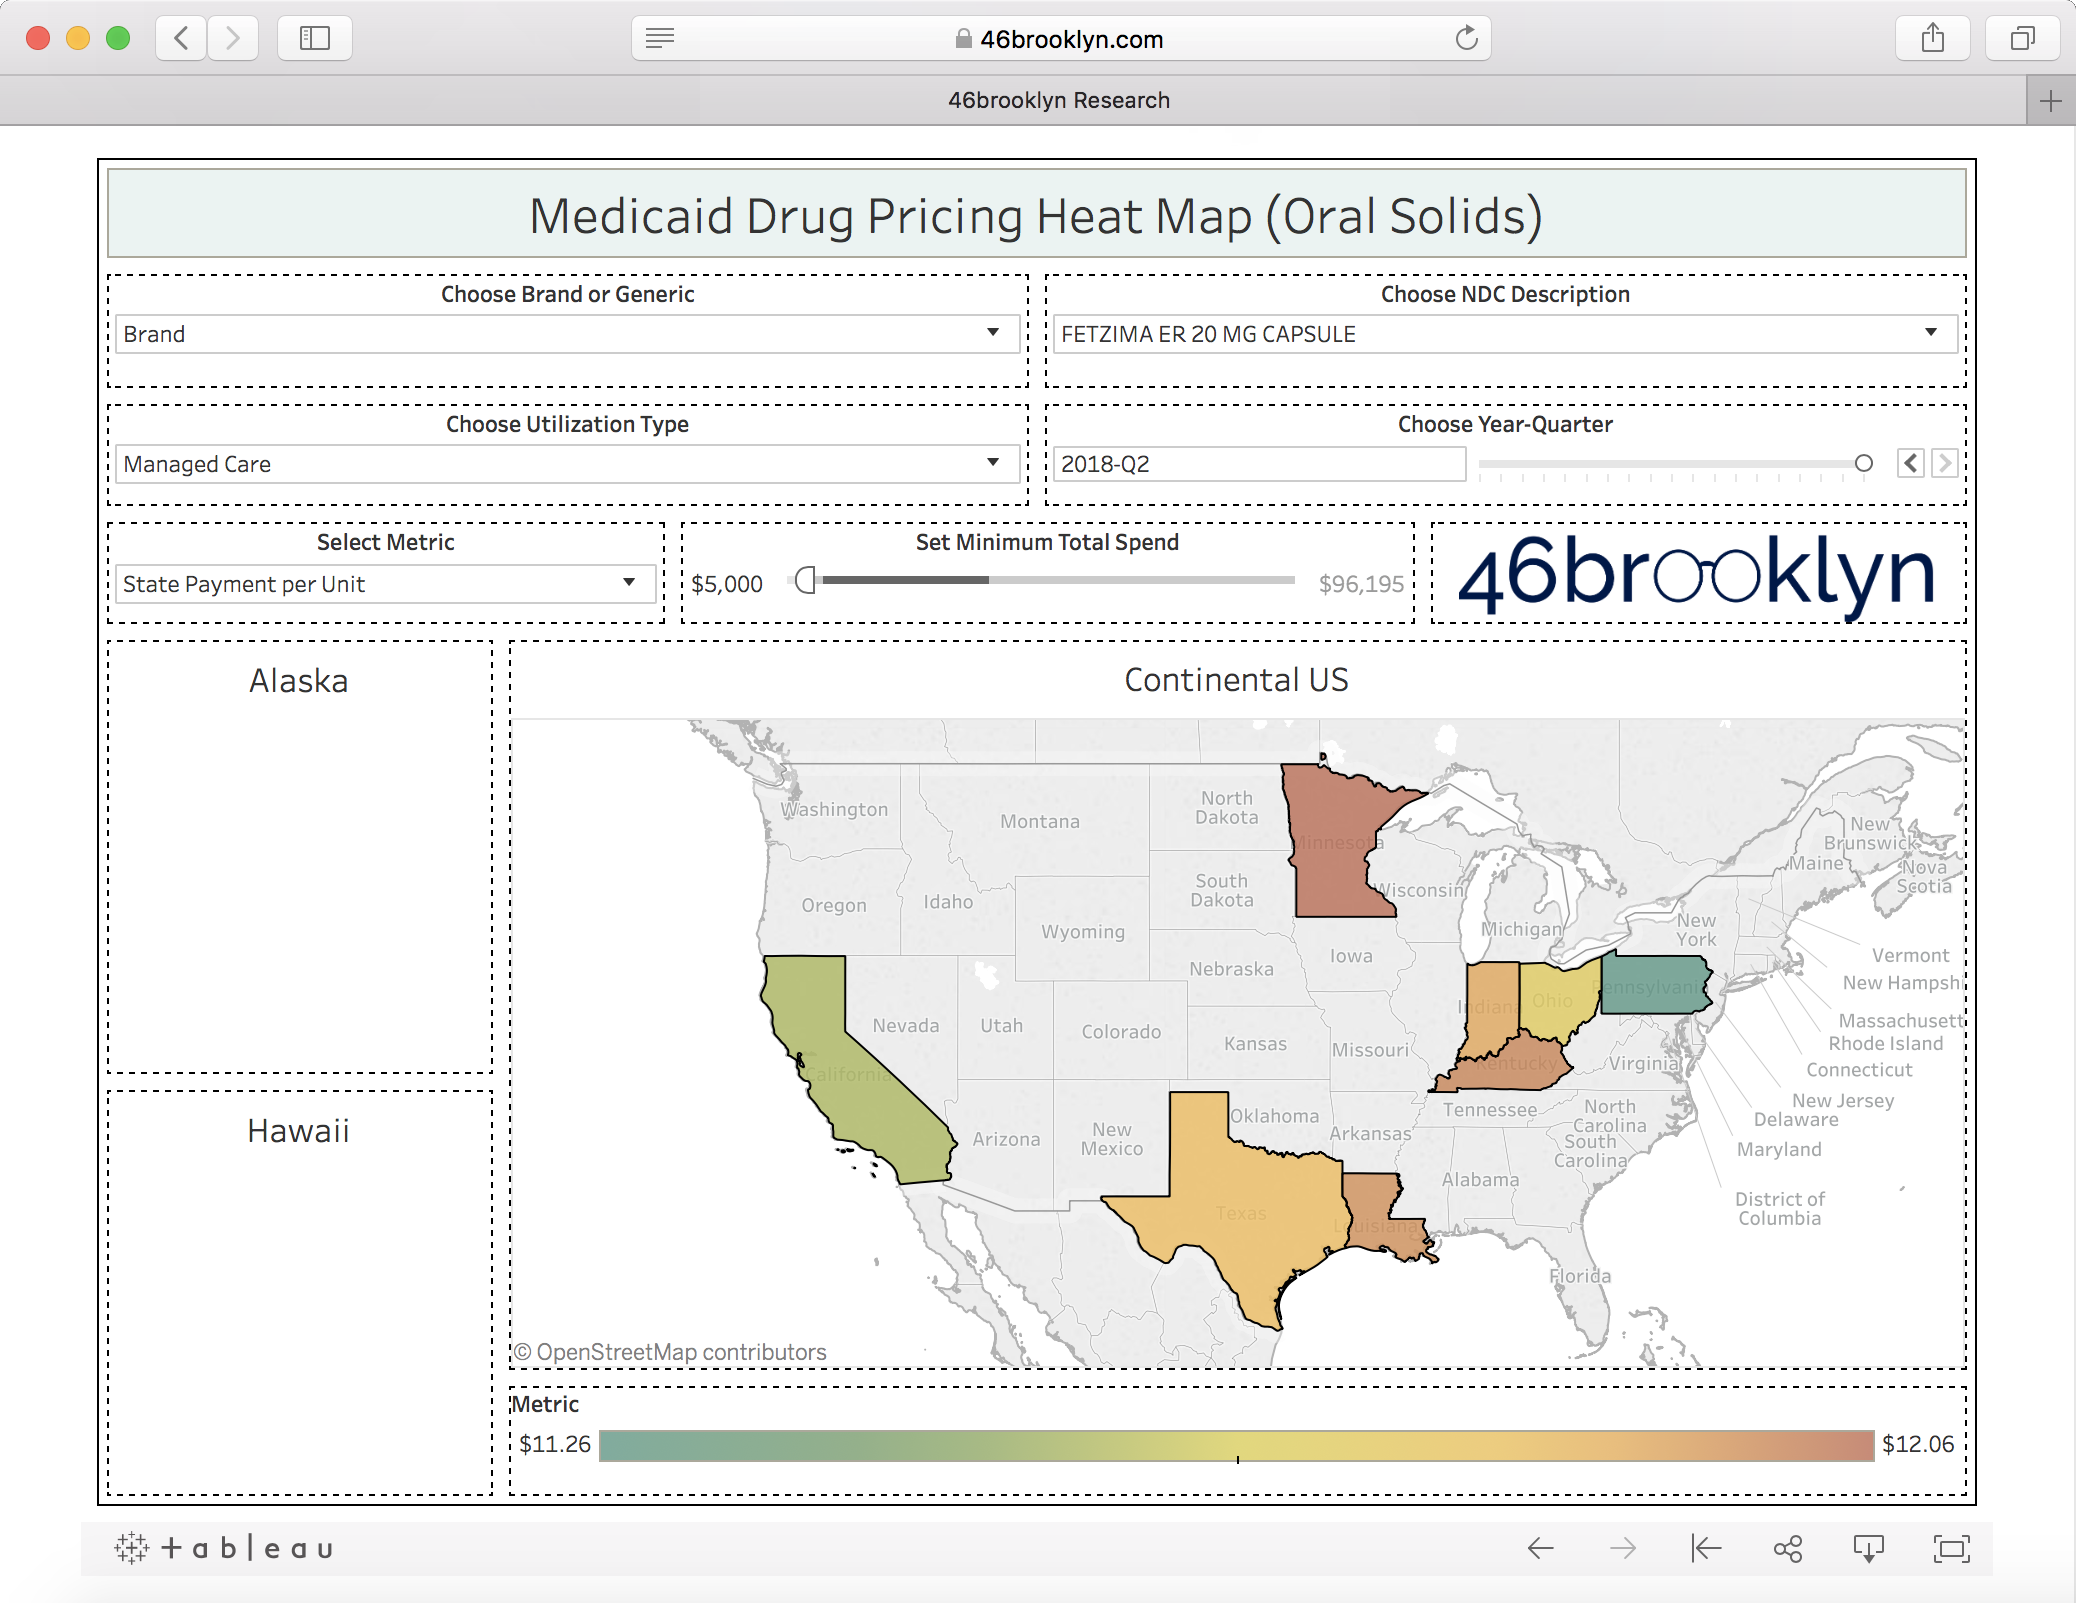 46brooklyn.com
46brooklyn Research
Medicaid Drug Pricing Heat Map (Oral Solids)
Choose Brand or Generic
Brand
Choose NDC Description
FETZIMA ER 20 MG CAPSULE
Choose Utilization Type
Managed Care
Choose Year-Quarter
2018-Q2
Select Metric
State Payment per Unit
Set Minimum Total Spend
$5,000
$96,195
46brooklyn
Alaska
Hawaii
Continental US
Washington
Montana
North
Dakota
Minnesota
New
Brunswick
Maine
Nova
Scotia
Oregon
Idaho
South
Dakota
Wisconsin
Wyoming
Michigan
New
York
Nebraska
Iowa
Vermont
New Hampshi
Nevada
Utah
Colorado
Kansas
Missouri
Indiana
Ohio
Pennsylvani
Massachusett
Rhode Island
Connecticut
California
Kentucky
Virginia
New Jersey
Delaware
Maryland
Arizona
New
Mexico
Oklahoma
Arkansas
Tennessee
North
Carolina
South
Carolina
Alabama
District of
Columbia
Texas
Louisiana
Florida
© OpenStreetMap contributors
Metric
$11.26
$12.06
+ableau